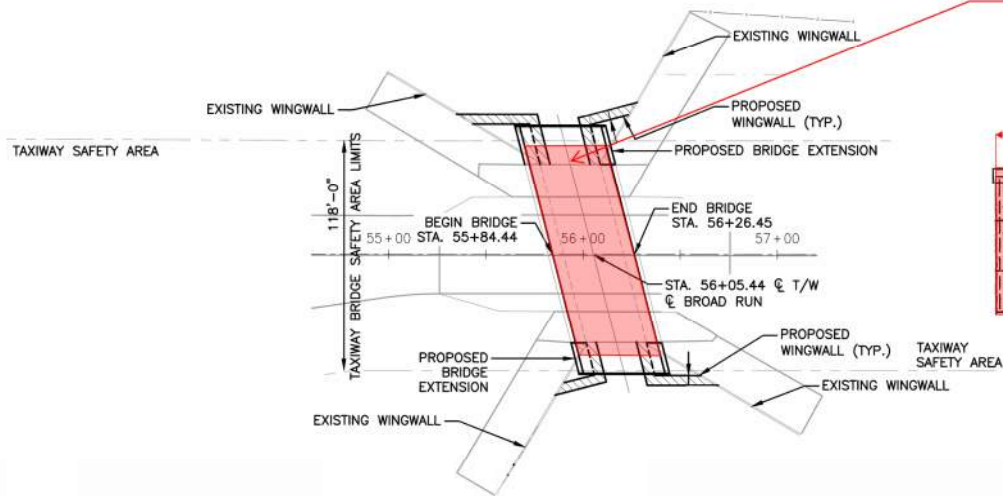 EXISTING WINGWALL
EXISTING WINGWALL
PROPOSED
WINGWALL (TYP.)
TAXIWAY SAFETY AREA
PROPOSED BRIDGE EXTENSION
118'-0"
TAXIWAY BRIDGE SAFETY AREA LIMITS
BEGIN BRIDGE
STA. 55+84.44
END BRIDGE
STA. 56+26.45
55+00
56+00
57+00
STA. 56+05.44 ℄ T/W
℄ BROAD RUN
PROPOSED
BRIDGE
EXTENSION
PROPOSED
WINGWALL (TYP.)
TAXIWAY
SAFETY AREA
EXISTING WINGWALL
EXISTING WINGWALL